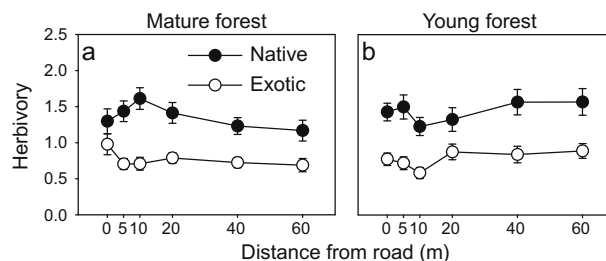 Mature forest
Young forest
a
b
Native
Exotic
Herbivory
2.5
2.0
1.5
1.0
0.5
0.0
0 5 10 20 40 60
0 5 10 20 40 60
Distance from road (m)